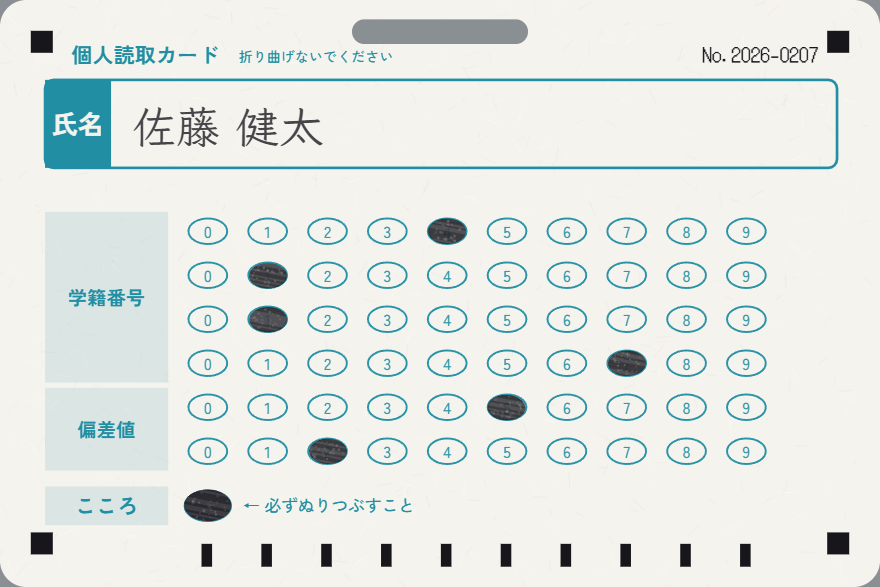 個人読取カード 折り曲げないでください No. 2026-0207
氏名 佐藤 健太
学籍番号
0 1 2 3 5 6 7 8 9
0 2 3 4 5 6 7 8 9
0 2 3 4 5 6 7 8 9
0 1 2 3 4 5 6 8 9
偏差値
0 1 2 3 4 6 7 8 9
0 1 3 4 5 6 7 8 9
こころ ← 必ずぬりつぶすこと